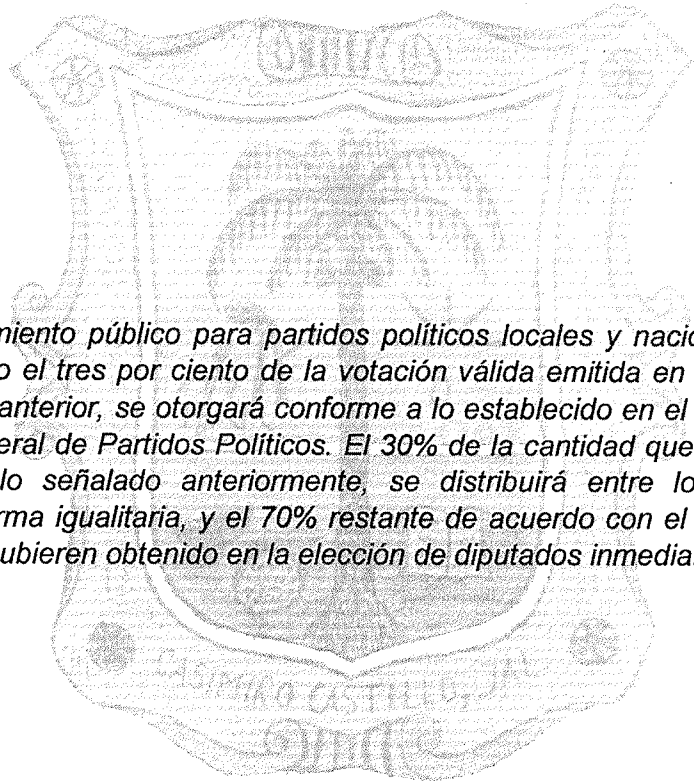 miento público para partidos políticos locales y nacio
o el tres por ciento de la votación válida emitida en
anterior, se otorgará conforme a lo establecido en el
eral de Partidos Políticos. El 30% de la cantidad que
lo señalado anteriormente, se distribuirá entre lo
rma igualitaria, y el 70% restante de acuerdo con el
ubieren obtenido en la elección de diputados inmedia
CASIMIRO CASTILLO, JAL